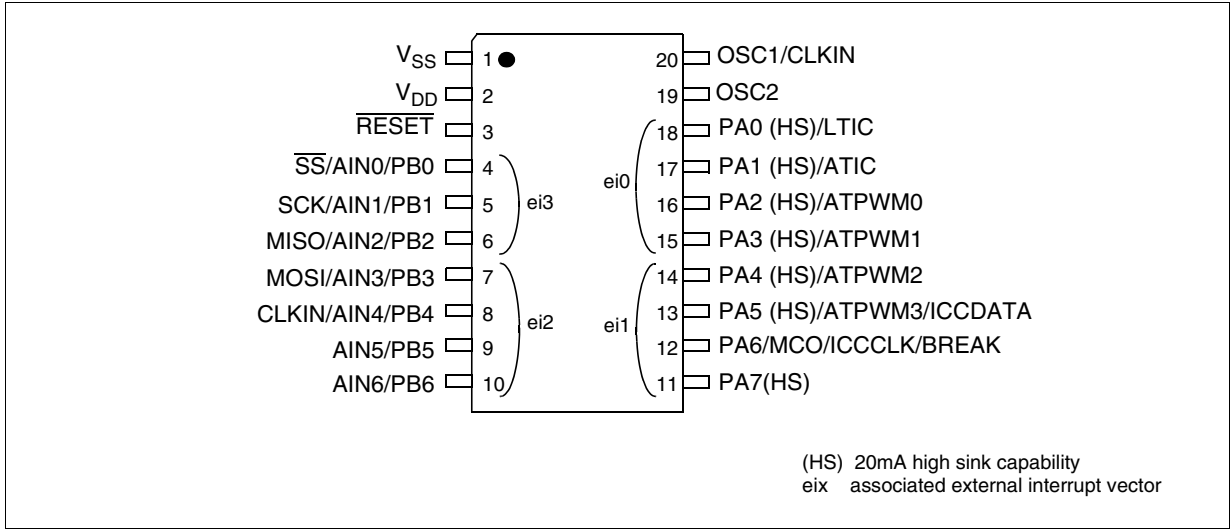 VSS 1 20 OSC1/CLKIN
VDD 2 19 OSC2
RESET 3 18 PA0 (HS)/LTIC
SS/AIN0/PB0 4 17 PA1 (HS)/ATIC
ei3 ei0
SCK/AIN1/PB1 5 16 PA2 (HS)/ATPWM0
MISO/AIN2/PB2 6 15 PA3 (HS)/ATPWM1
MOSI/AIN3/PB3 7 14 PA4 (HS)/ATPWM2
CLKIN/AIN4/PB4 8 13 PA5 (HS)/ATPWM3/ICCDATA
ei2 ei1
AIN5/PB5 9 12 PA6/MCO/ICCCLK/BREAK
AIN6/PB6 10 11 PA7(HS)
(HS) 20mA high sink capability
eix associated external interrupt vector